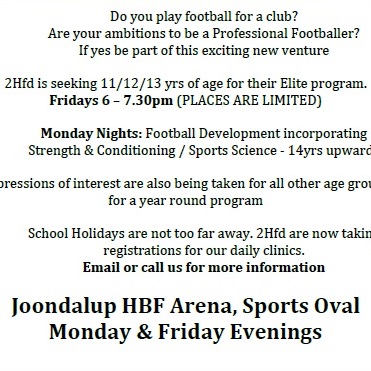 Do you play football for a club?
Are your ambitions to be a Professional Footballer?
If yes be part of this exciting new venture
2Hfd is seeking 11/12/13 yrs of age for their Elite program.
Fridays 6 – 7.30pm (PLACES ARE LIMITED)
Monday Nights: Football Development incorporating
Strength & Conditioning / Sports Science - 14yrs upward
pressions of interest are also being taken for all other age grou
for a year round program
School Holidays are not too far away. 2Hfd are now takin
registrations for our daily clinics.
Email or call us for more information
Joondalup HBF Arena, Sports Oval
Monday & Friday Evenings